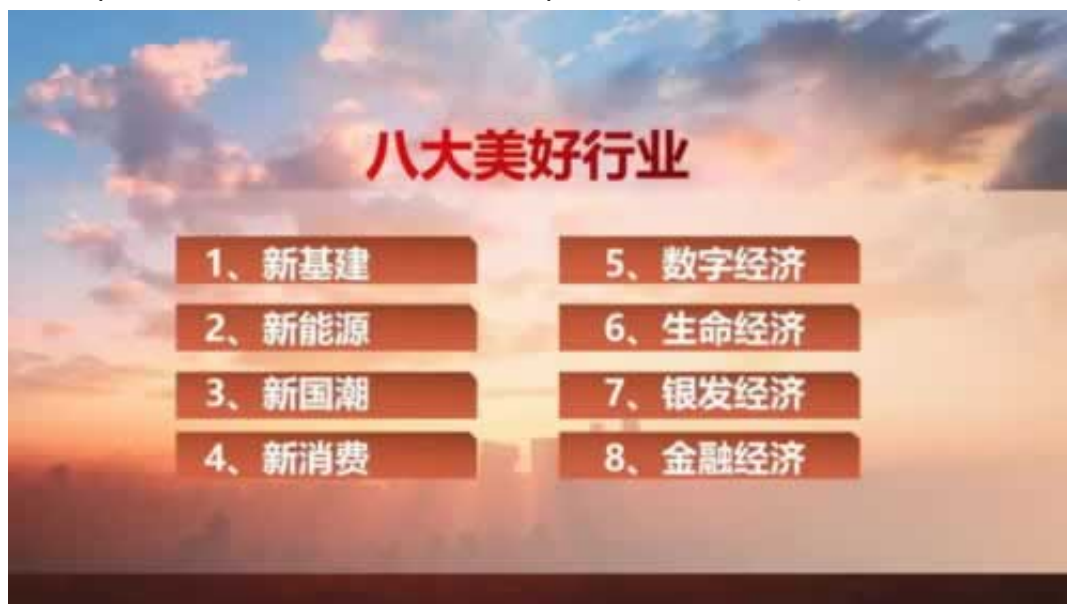 八大美好行业
1、新基建
2、新能源
3、新国潮
4、新消费
5、数字经济
6、生命经济
7、银发经济
8、金融经济